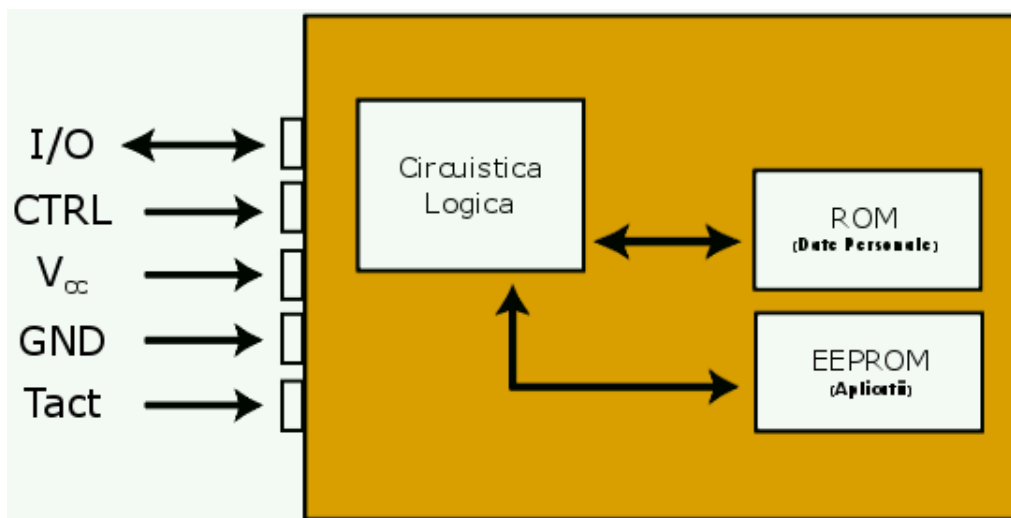 I/O
CTRL
Vcc
GND
Tact
Circuistica
Logica
ROM
(Date Personale)
EEPROM
(Aplicatii)